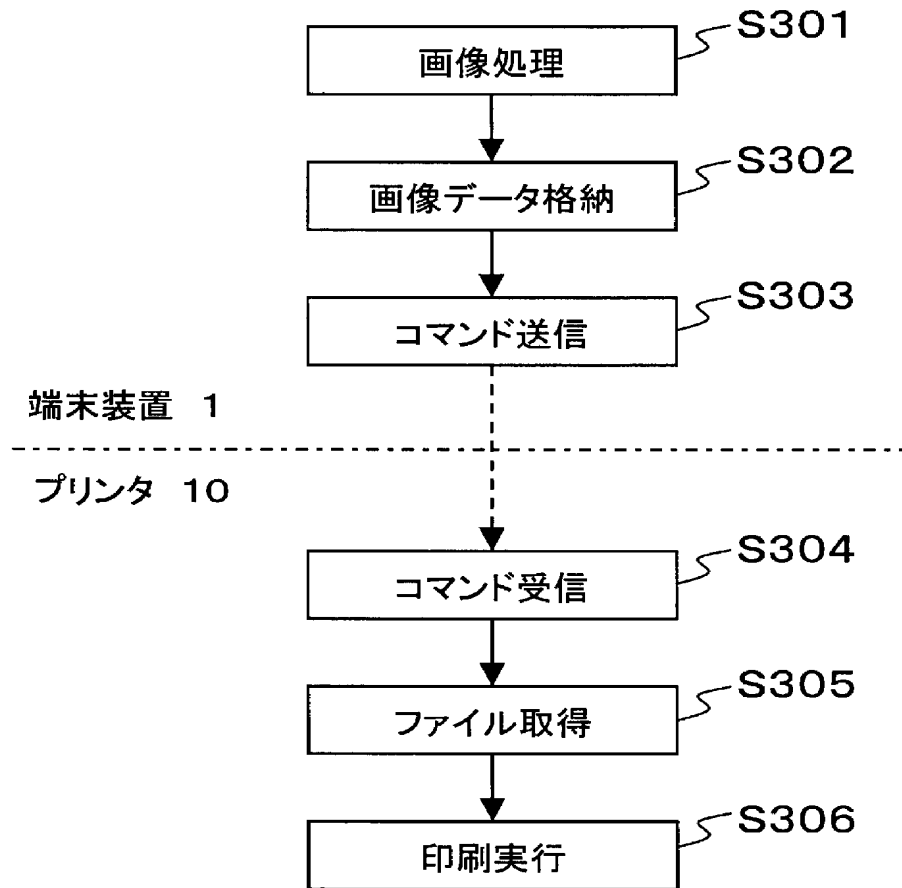 S301
画像処理
S302
画像データ格納
S303
コマンド送信
端末装置 1
プリンタ 10
S304
コマンド受信
S305
ファイル取得
S306
印刷実行